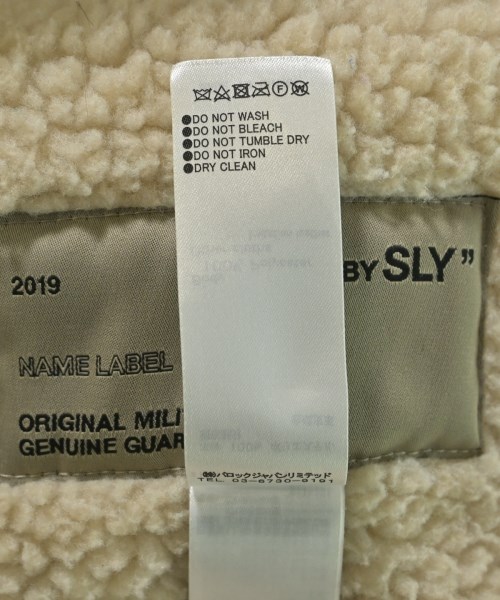 ●DO NOT WASH
●DO NOT BLEACH
●DO NOT TUMBLE DRY
●DO NOT IRON
●DRY CLEAN
2019
BY SLY”
NAME LABEL
ORIGINAL MILI
GENUINE GUAR
㈱バロックジャパンリミテッド
TEL. 03-6730-9191